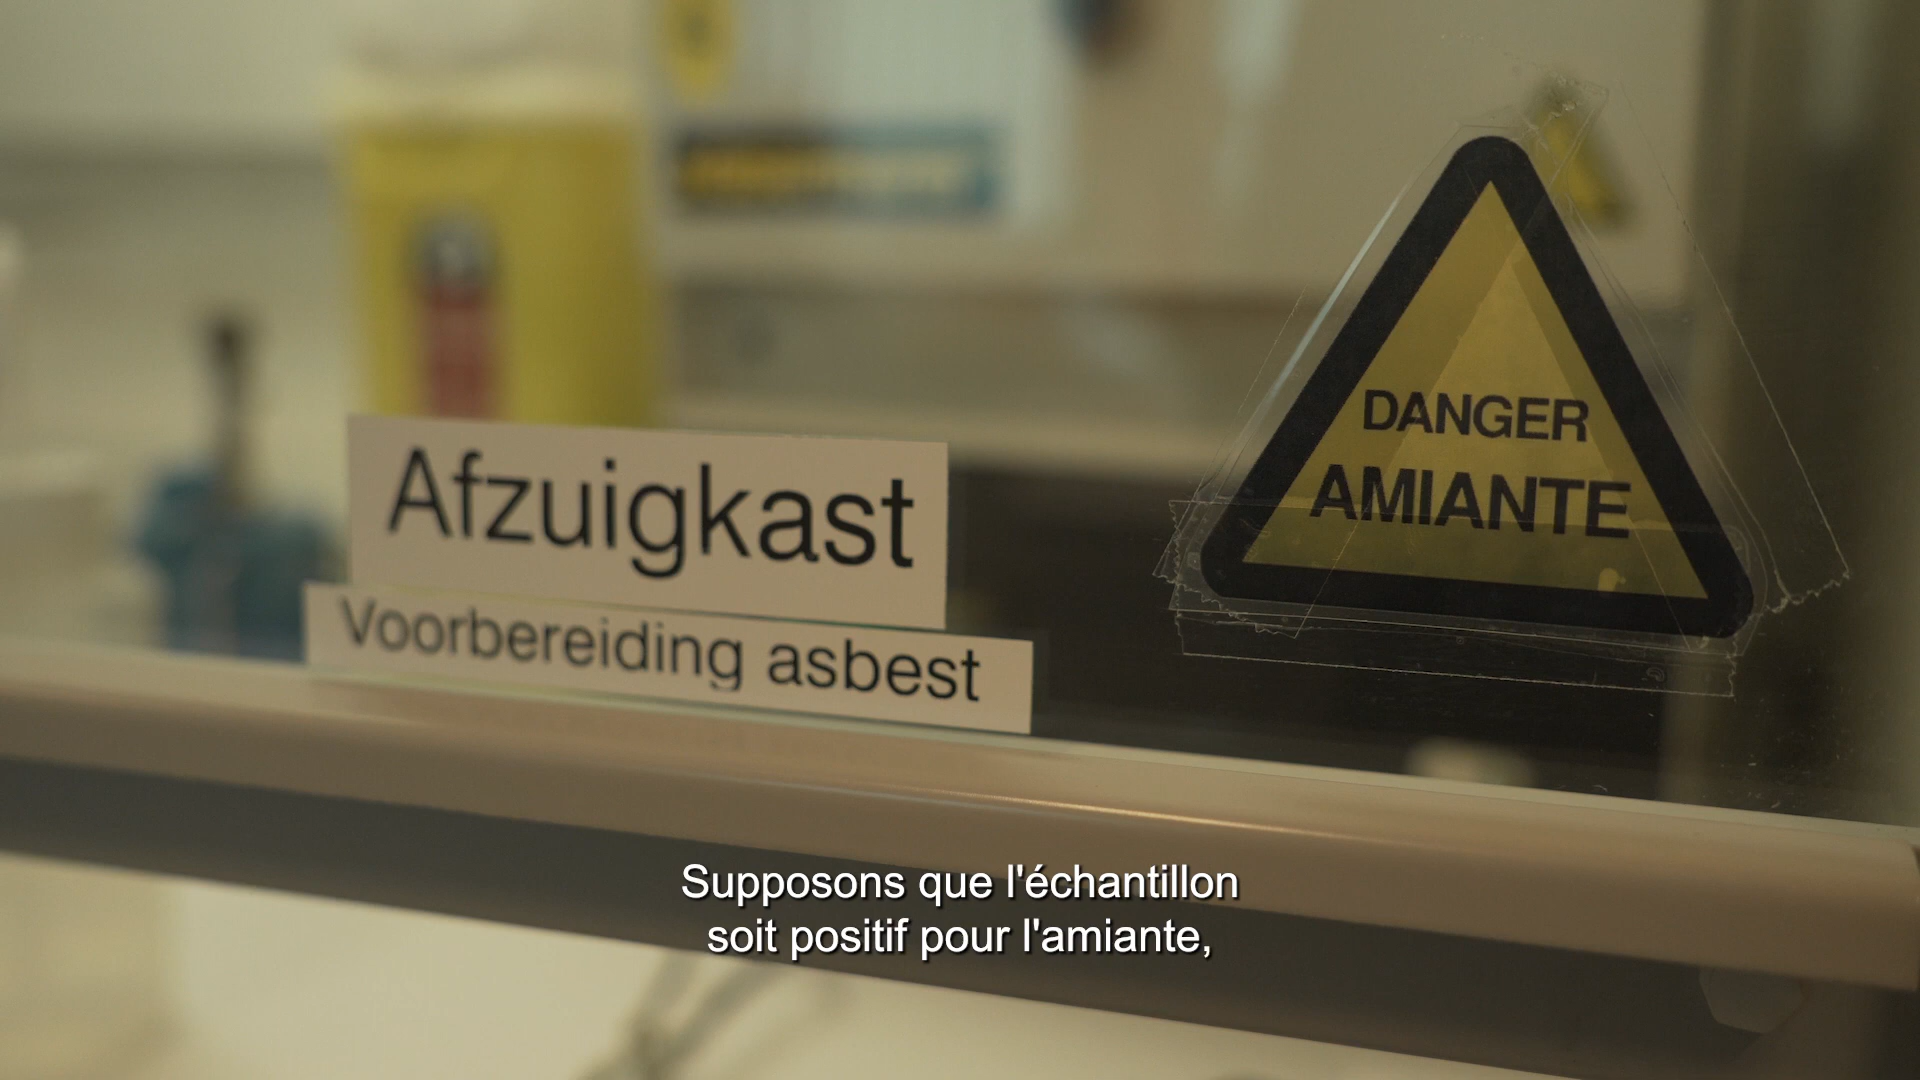 DANGER
AMIANTE
Afzuigkast
Voorbereiding asbest
Supposons que l'échantillon
soit positif pour l'amiante,